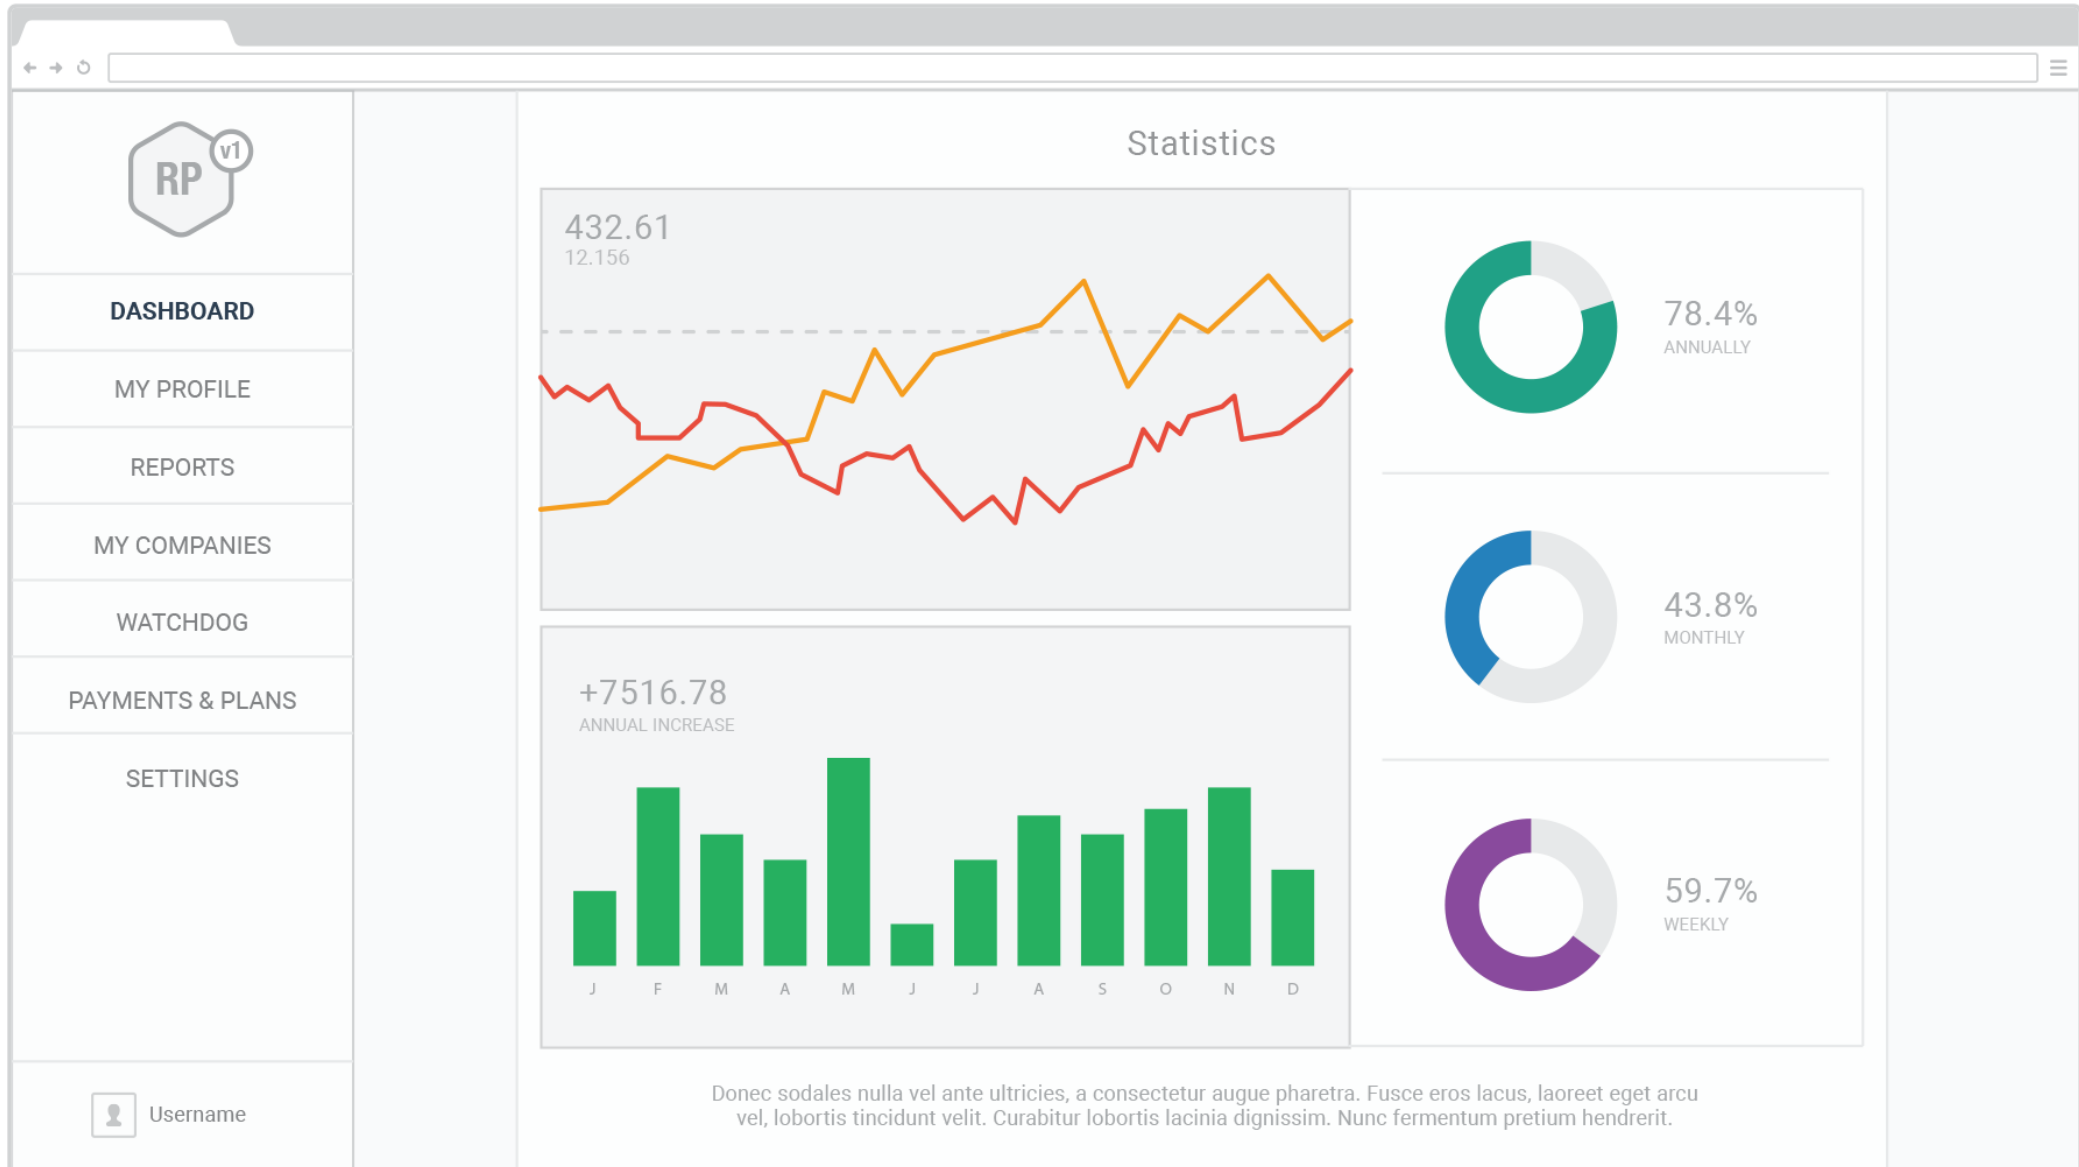 RP
v1
DASHBOARD
MY PROFILE
REPORTS
MY COMPANIES
WATCHDOG
PAYMENTS & PLANS
SETTINGS
Username
Statistics
432.61
12.156
+7516.78
ANNUAL INCREASE
J F M A M J J A S O N D
78.4%
ANNUALLY
43.8%
MONTHLY
59.7%
WEEKLY
Donec sodales nulla vel ante ultricies, a consectetur augue pharetra. Fusce eros lacus, laoreet eget arcu
vel, lobortis tincidunt velit. Curabitur lobortis lacinia dignissim. Nunc fermentum pretium hendrerit.